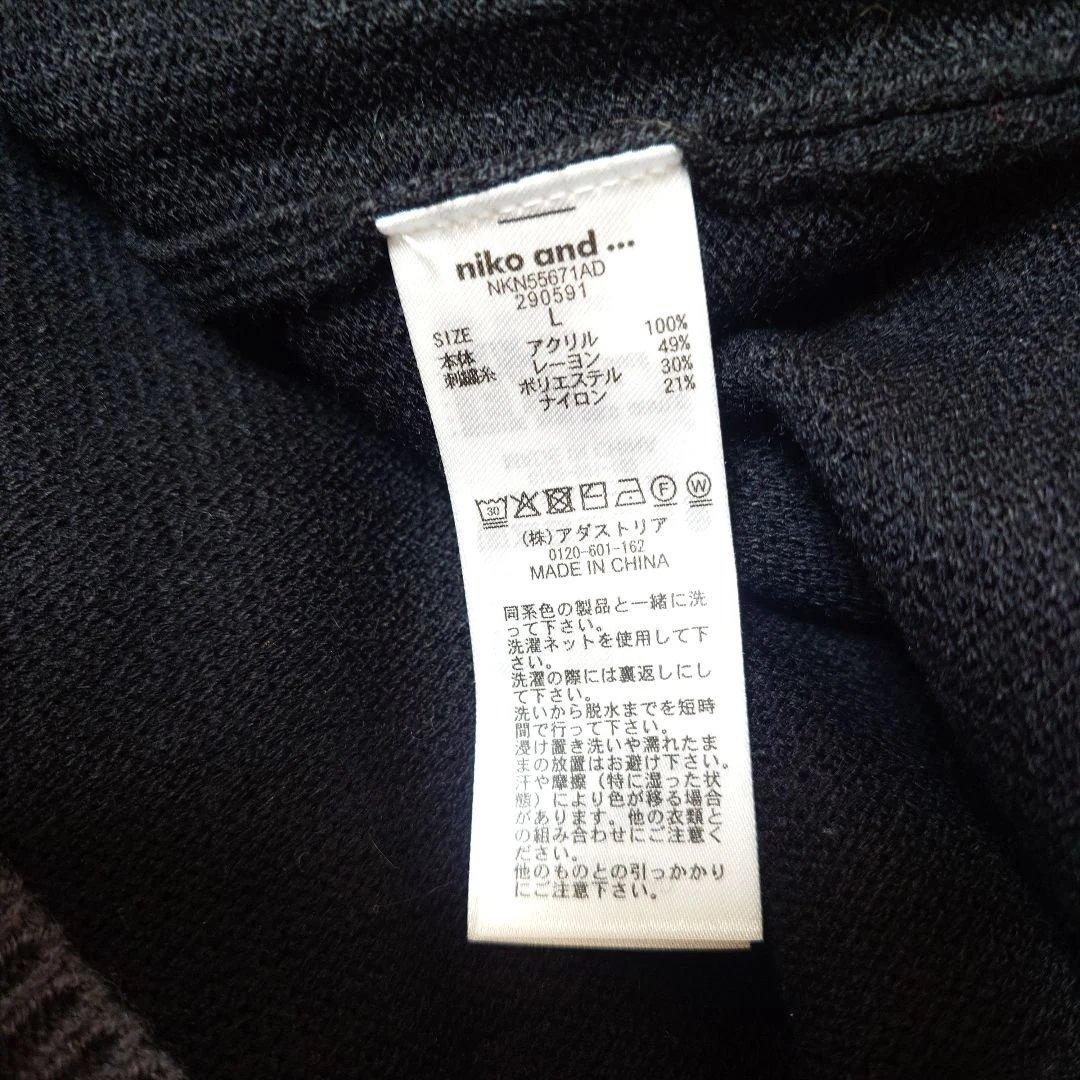 niko and ...
NKN55671AD
290591
SIZE L
本体 アクリル 100%
刺繍糸 レーヨン 49%
ポリエステル 30%
ナイロン 21%
30 F W
(株)アダストリア
0120-601-162
MADE IN CHINA
同系色の製品と一緒に洗
って下さい。
洗濯ネットを使用して下
さい。
洗濯の際には裏返しにし
て下さい。
洗いから脱水までを短時
間で行って下さい。
浸け置き洗いや濡れたま
まの放置はお避け下さい。
汗や摩擦(特に湿った状
態)により色が移る場合
があります。他の衣類と
の組み合わせにご注意く
ださい。
他のものとの引っかかり
にご注意下さい。